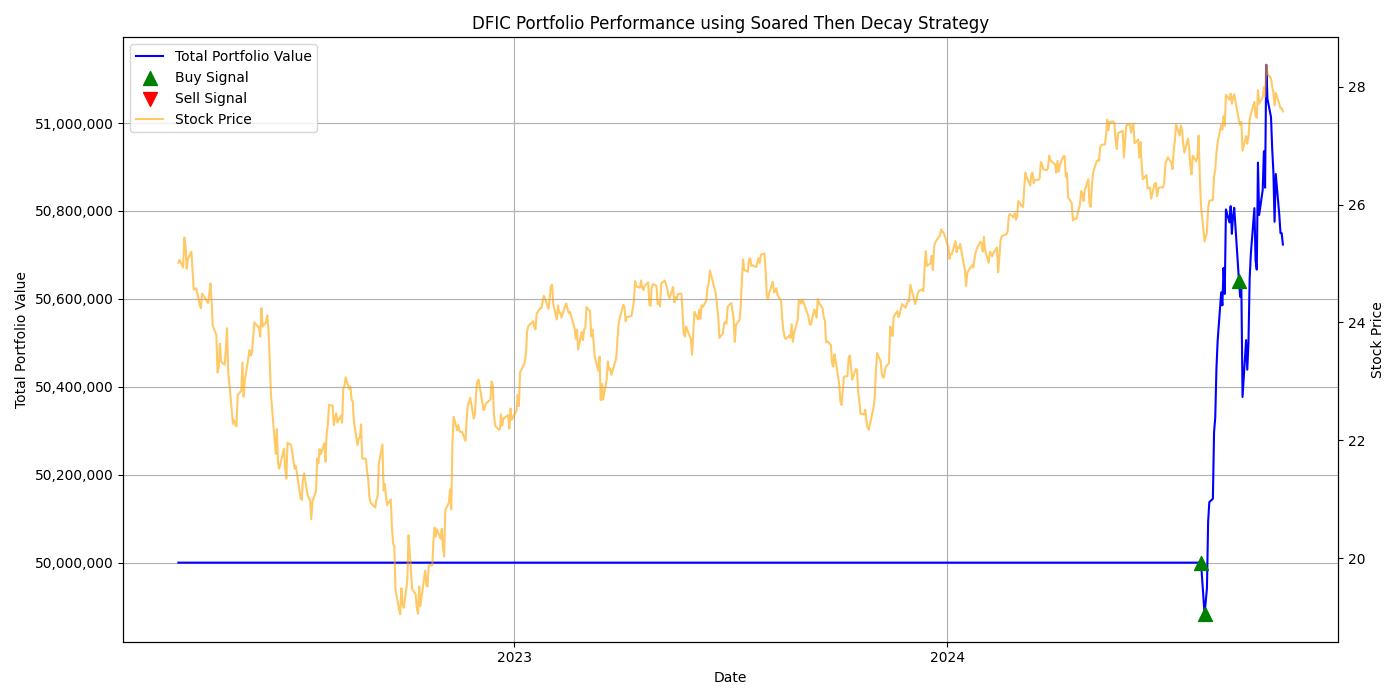 DFIC Portfolio Performance using Soared Then Decay Strategy
Total Portfolio Value
Buy Signal
Sell Signal
Stock Price
51,000,000
50,800,000
50,600,000
50,400,000
50,200,000
50,000,000
Total Portfolio Value
28
26
24
22
20
Stock Price
2023
2024
Date